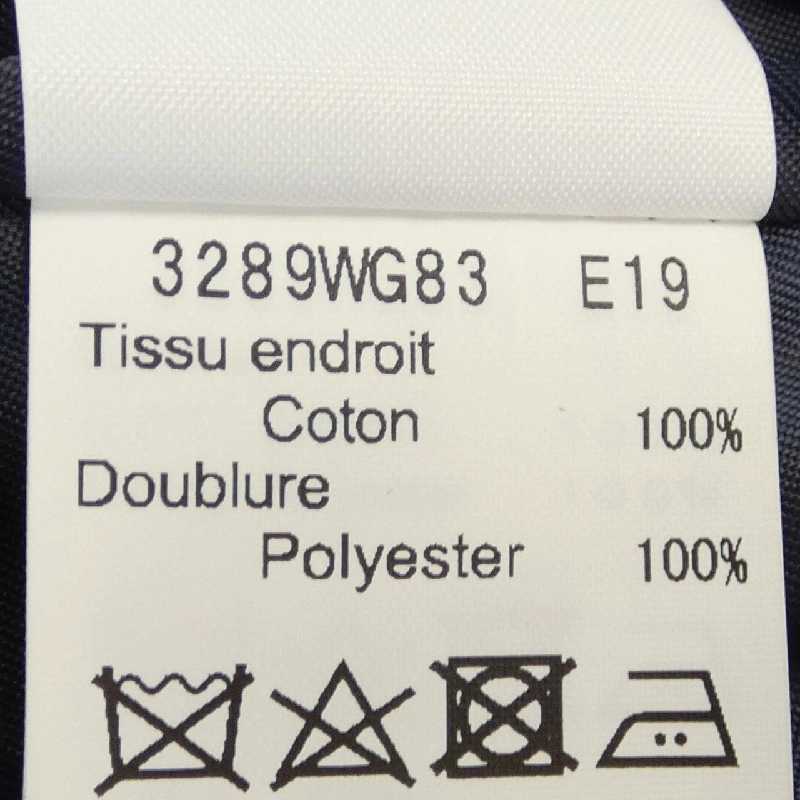 3289WG83 E19
Tissu endroit
Coton 100%
Doublure
Polyester 100%